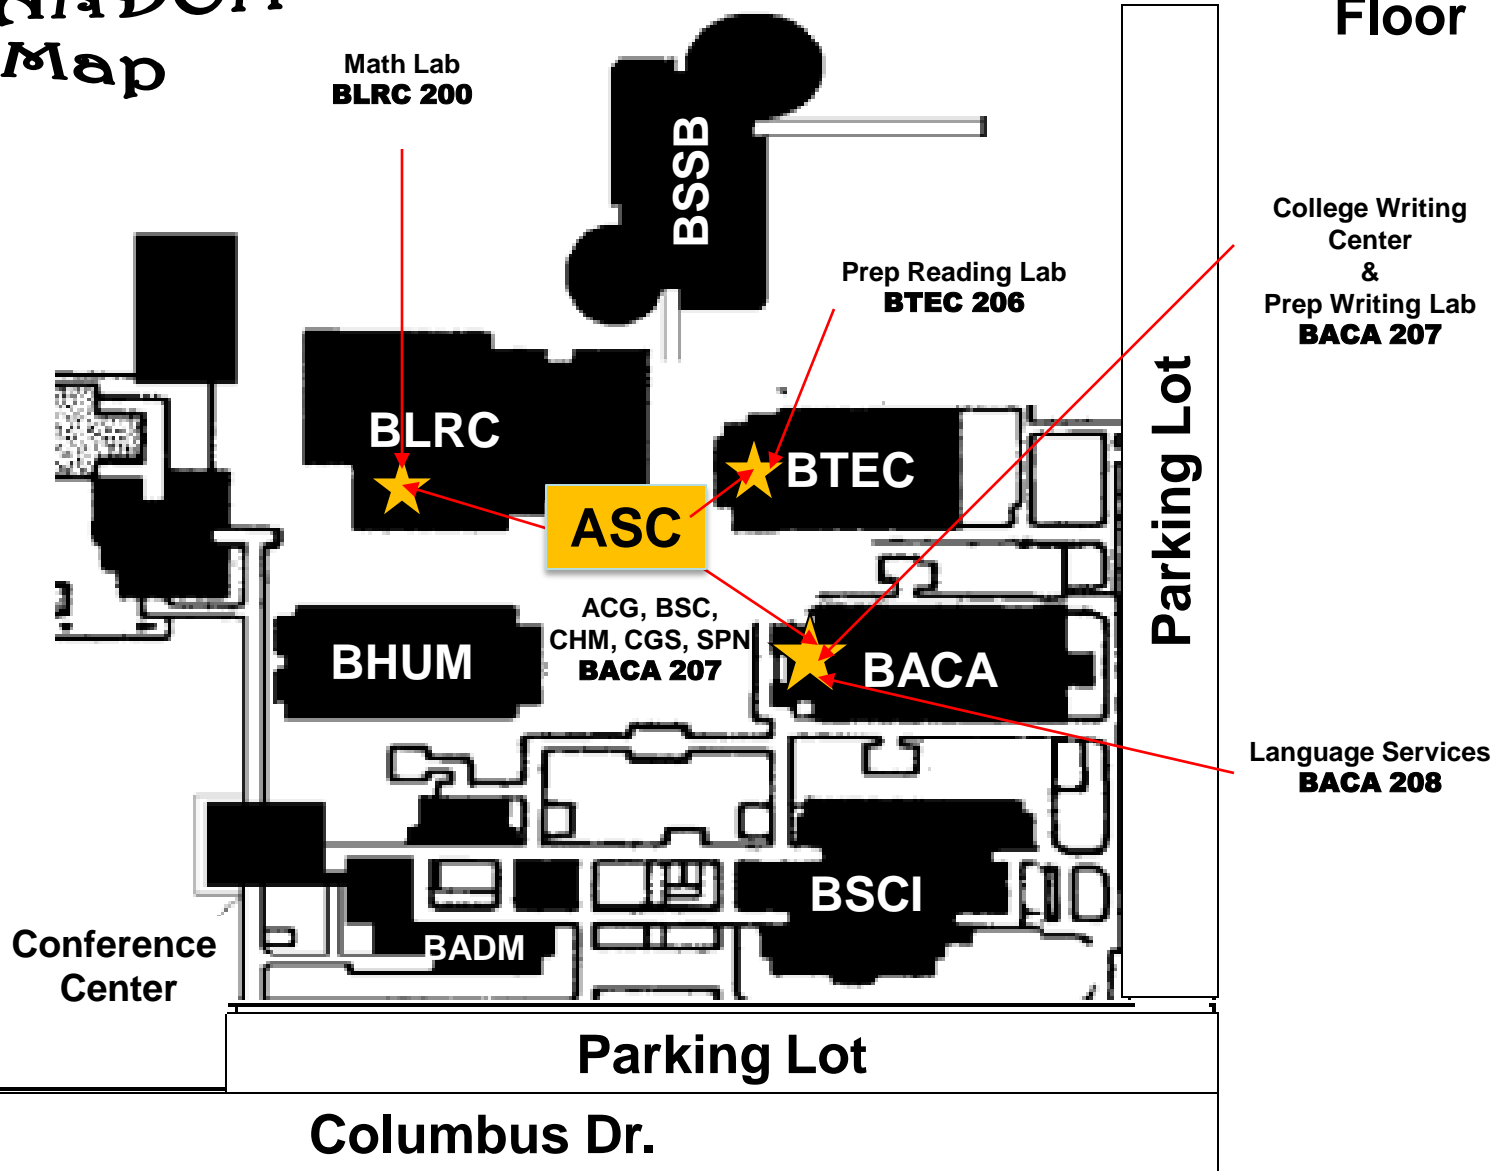 Map
Floor
Math Lab
BLRC 200
BSSB
College Writing
Center
&
Prep Writing Lab
BACA 207
Prep Reading Lab
BTEC 206
Parking Lot
BLRC
BTEC
ASC
ACG, BSC,
CHM, CGS, SPN
BACA 207
BHUM
BACA
Language Services
BACA 208
BSCI
BADM
Conference
Center
Parking Lot
Columbus Dr.